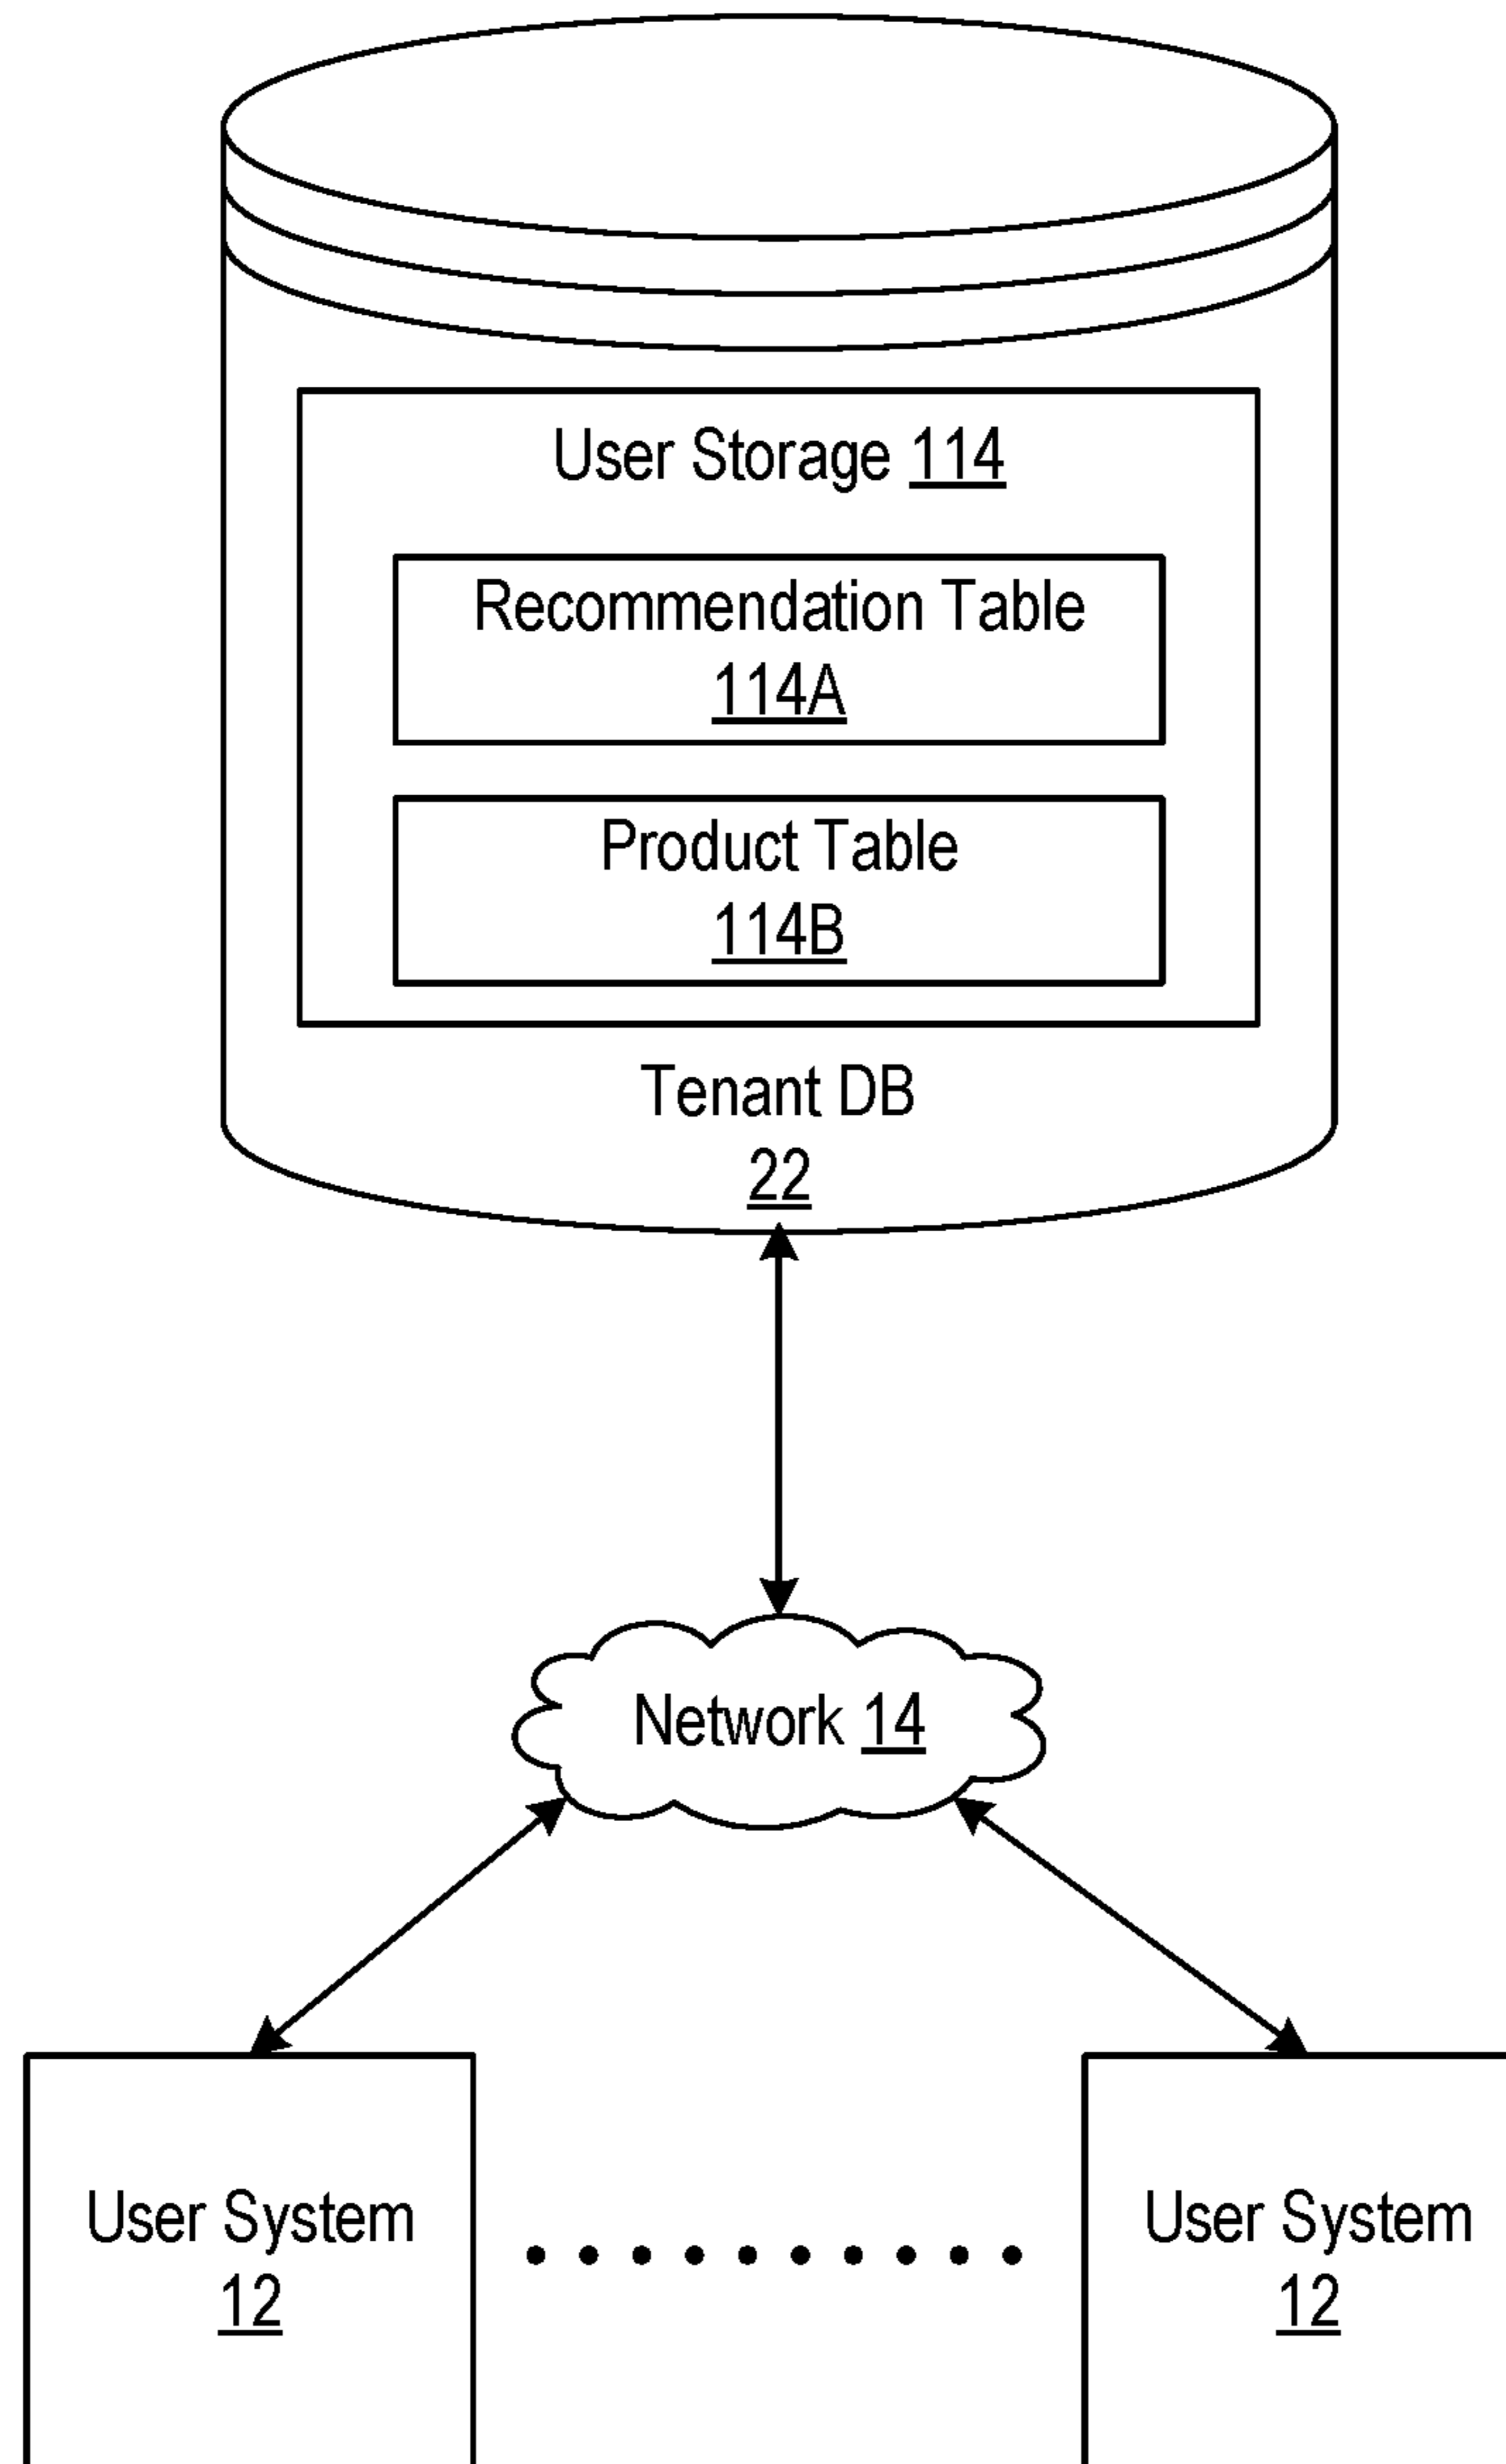 User Storage 114
Recommendation Table
114A
Product Table
114B
Tenant DB
22
Network 14
User System
12
User System
12